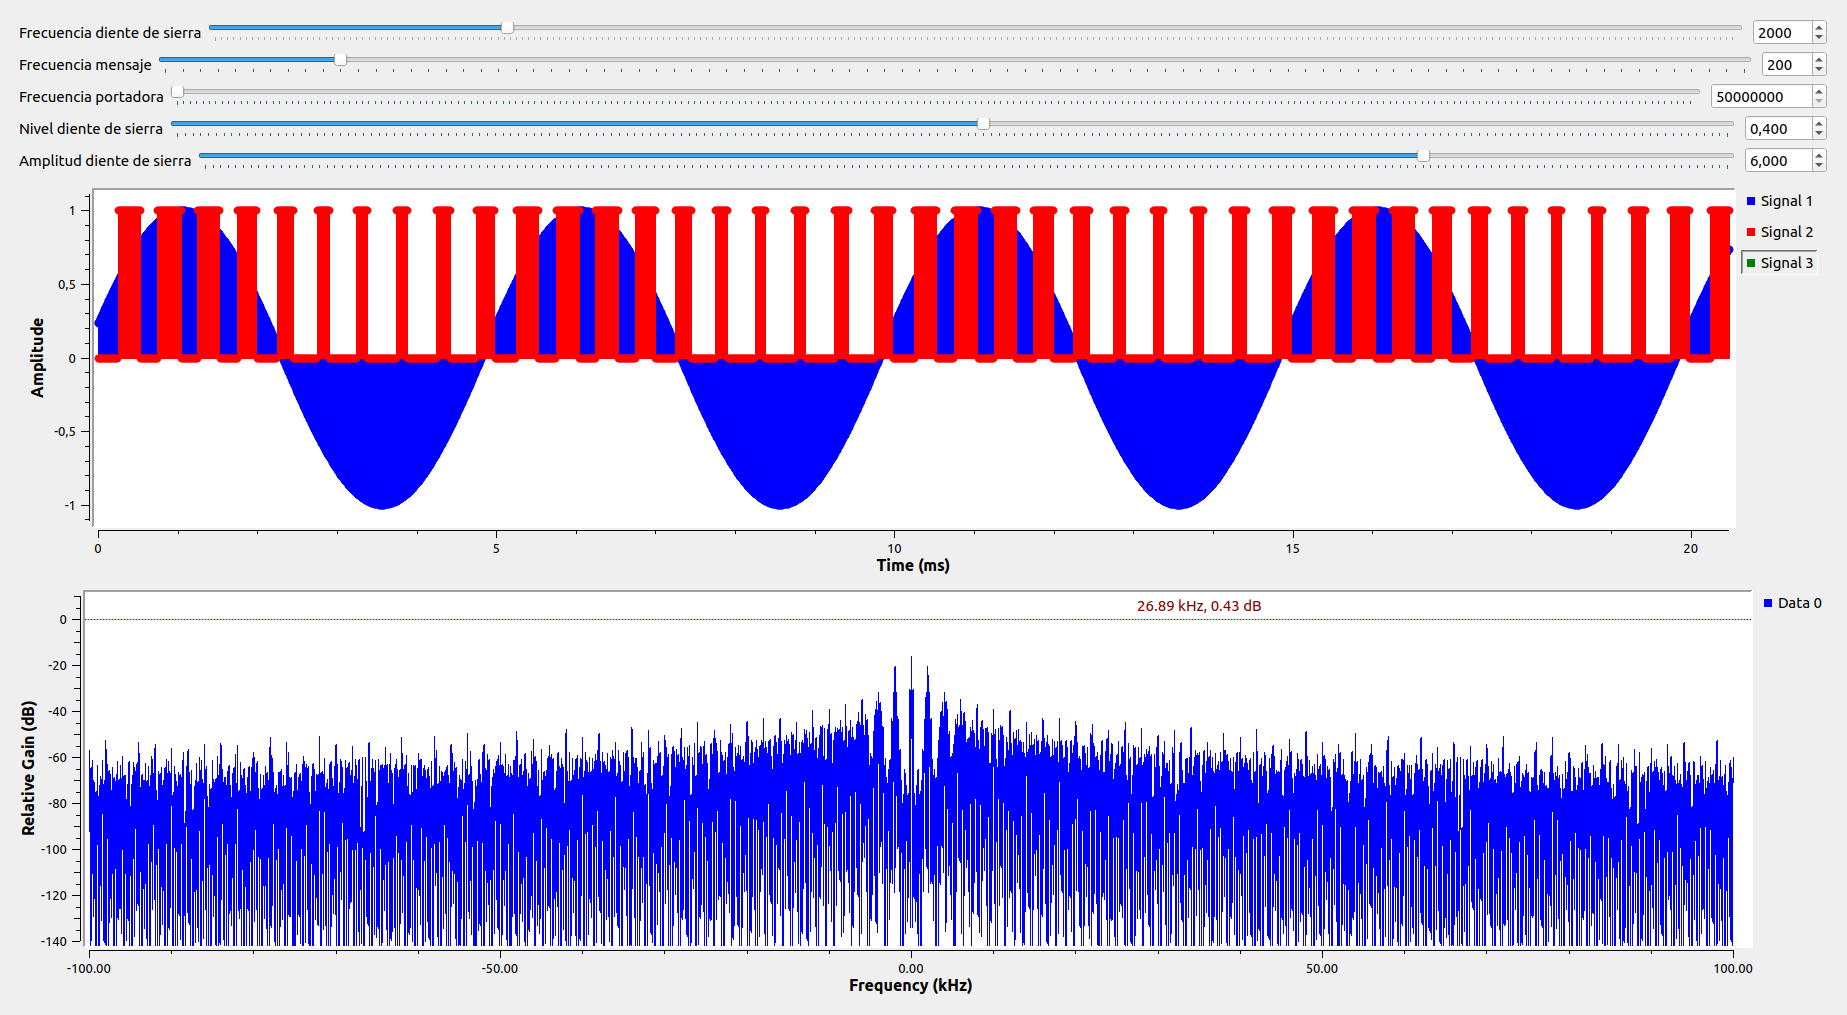 Frecuencia diente de sierra 2000
Frecuencia mensaje 200
Frecuencia portadora 50000000
Nivel diente de sierra 0,400
Amplitud diente de sierra 6,000
1
0,5
0
-0,5
-1
Amplitude
0 5 10 15 20
Time (ms)
Signal 1
Signal 2
Signal 3
26.89 kHz, 0.43 dB
Data 0
0
-20
-40
-60
-80
-100
-120
-140
Relative Gain (dB)
-100.00 -50.00 0.00 50.00 100.00
Frequency (kHz)